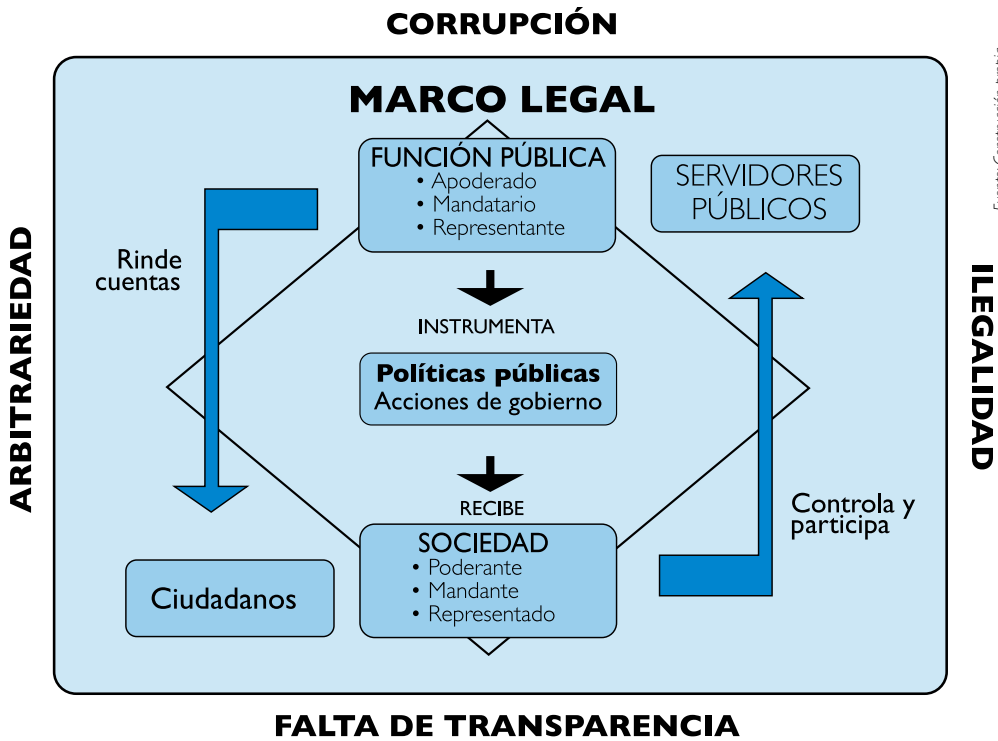 CORRUPCIÓN
MARCO LEGAL
FUNCIÓN PÚBLICA
• Apoderado
• Mandatario
• Representante
SERVIDORES
PÚBLICOS
Rinde
cuentas
INSTRUMENTA
Políticas públicas
Acciones de gobierno
RECIBE
SOCIEDAD
• Poderante
• Mandante
• Representado
Controla y
participa
Ciudadanos
ARBITRARIEDAD
ILEGALIDAD
FALTA DE TRANSPARENCIA